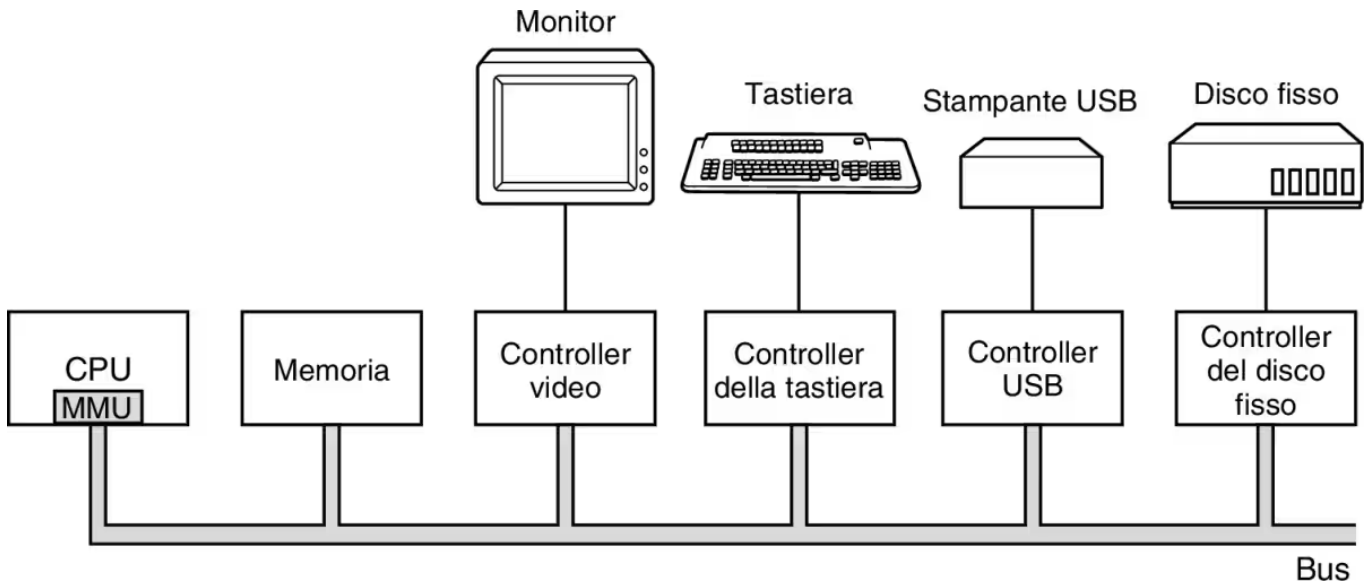 Monitor
Tastiera
Stampante USB
Disco fisso
CPU
MMU
Memoria
Controller
video
Controller
della tastiera
Controller
USB
Controller
del disco
fisso
Bus